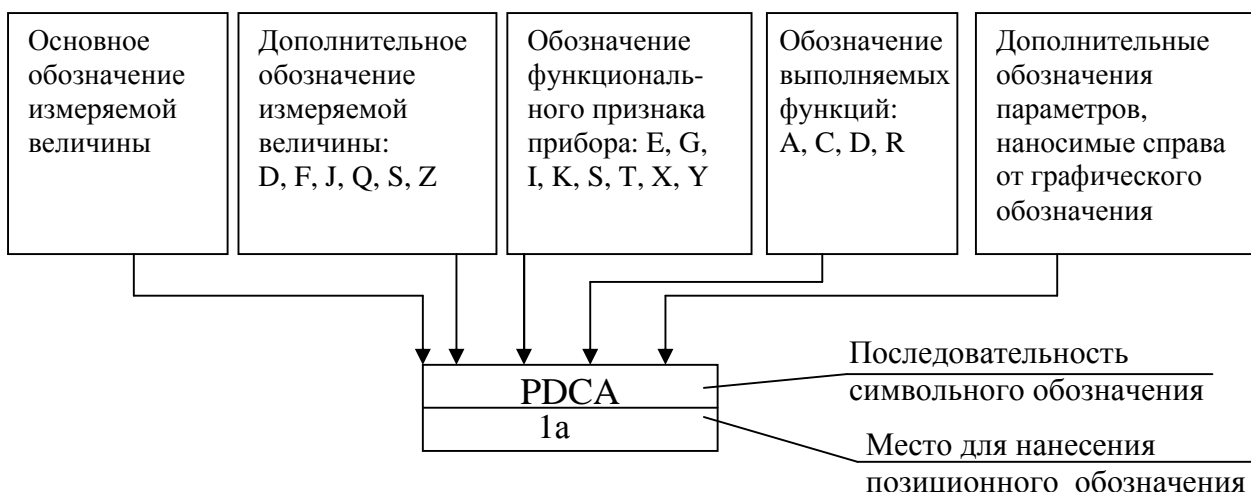 Основное
обозначение
измеряемой
величины
Дополнительное
обозначение
измеряемой
величины:
D, F, J, Q, S, Z
Обозначение
функциональ-
ного признака
прибора: E, G,
I, K, S, T, X, Y
Обозначение
выполняемых
функций:
A, C, D, R
Дополнительные
обозначения
параметров,
наносимые справа
от графического
обозначения
PDCA
1а
Последовательность
символьного обозначения
Место для нанесения
позиционного обозначения